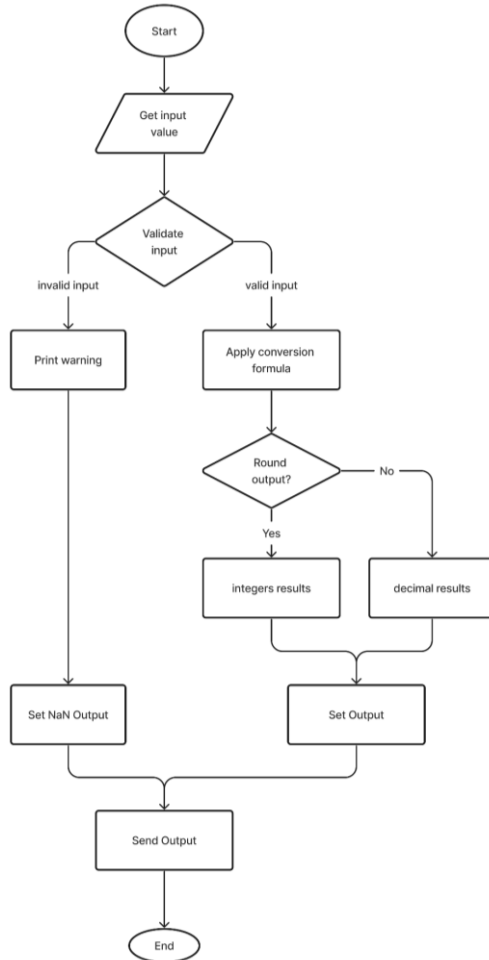 Start
Get input
value
Validate
input
invalid input
valid input
Print warning
Apply conversion
formula
Round
output?
No
Yes
integers results
decimal results
Set NaN Output
Set Output
Send Output
End